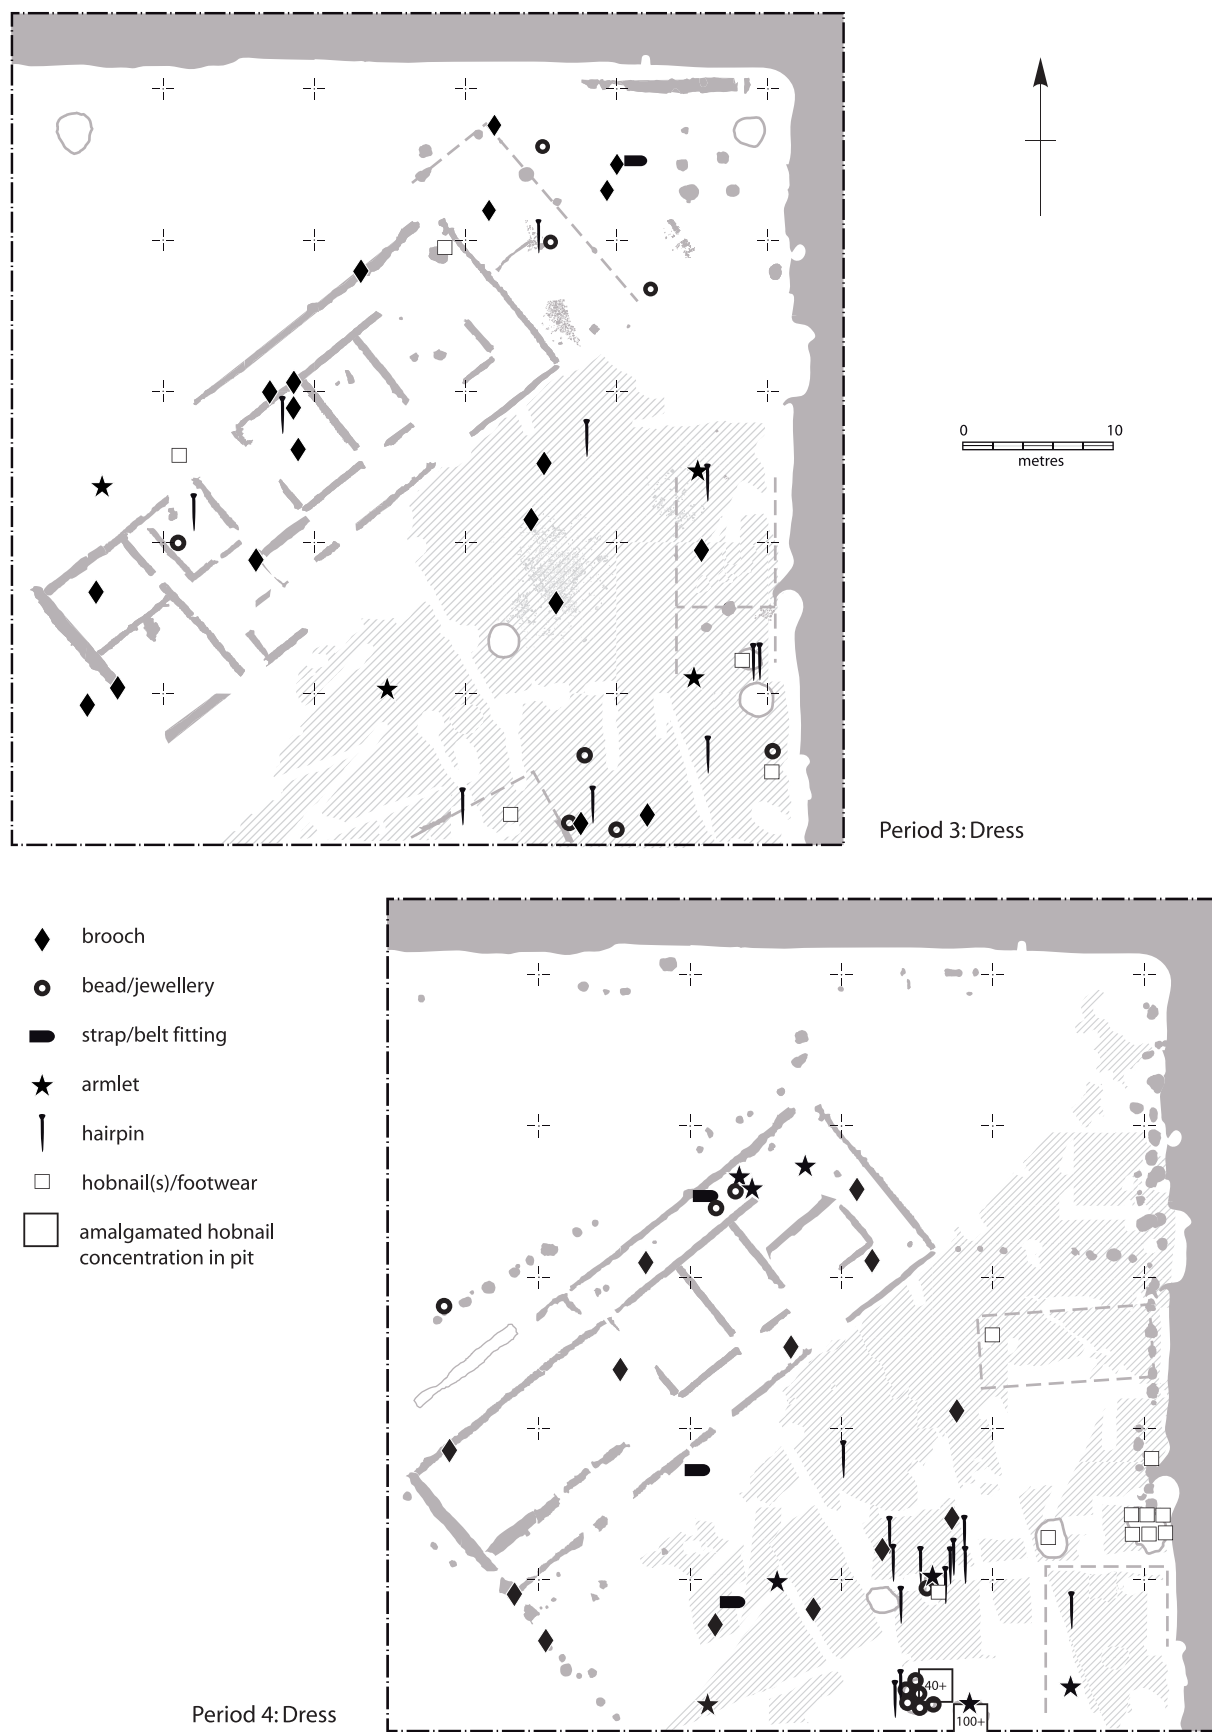 0 10
metres
Period 3: Dress
brooch
bead/jewellery
strap/belt fitting
armlet
hairpin
hobnail(s)/footwear
amalgamated hobnail
concentration in pit
40+
100+
Period 4: Dress